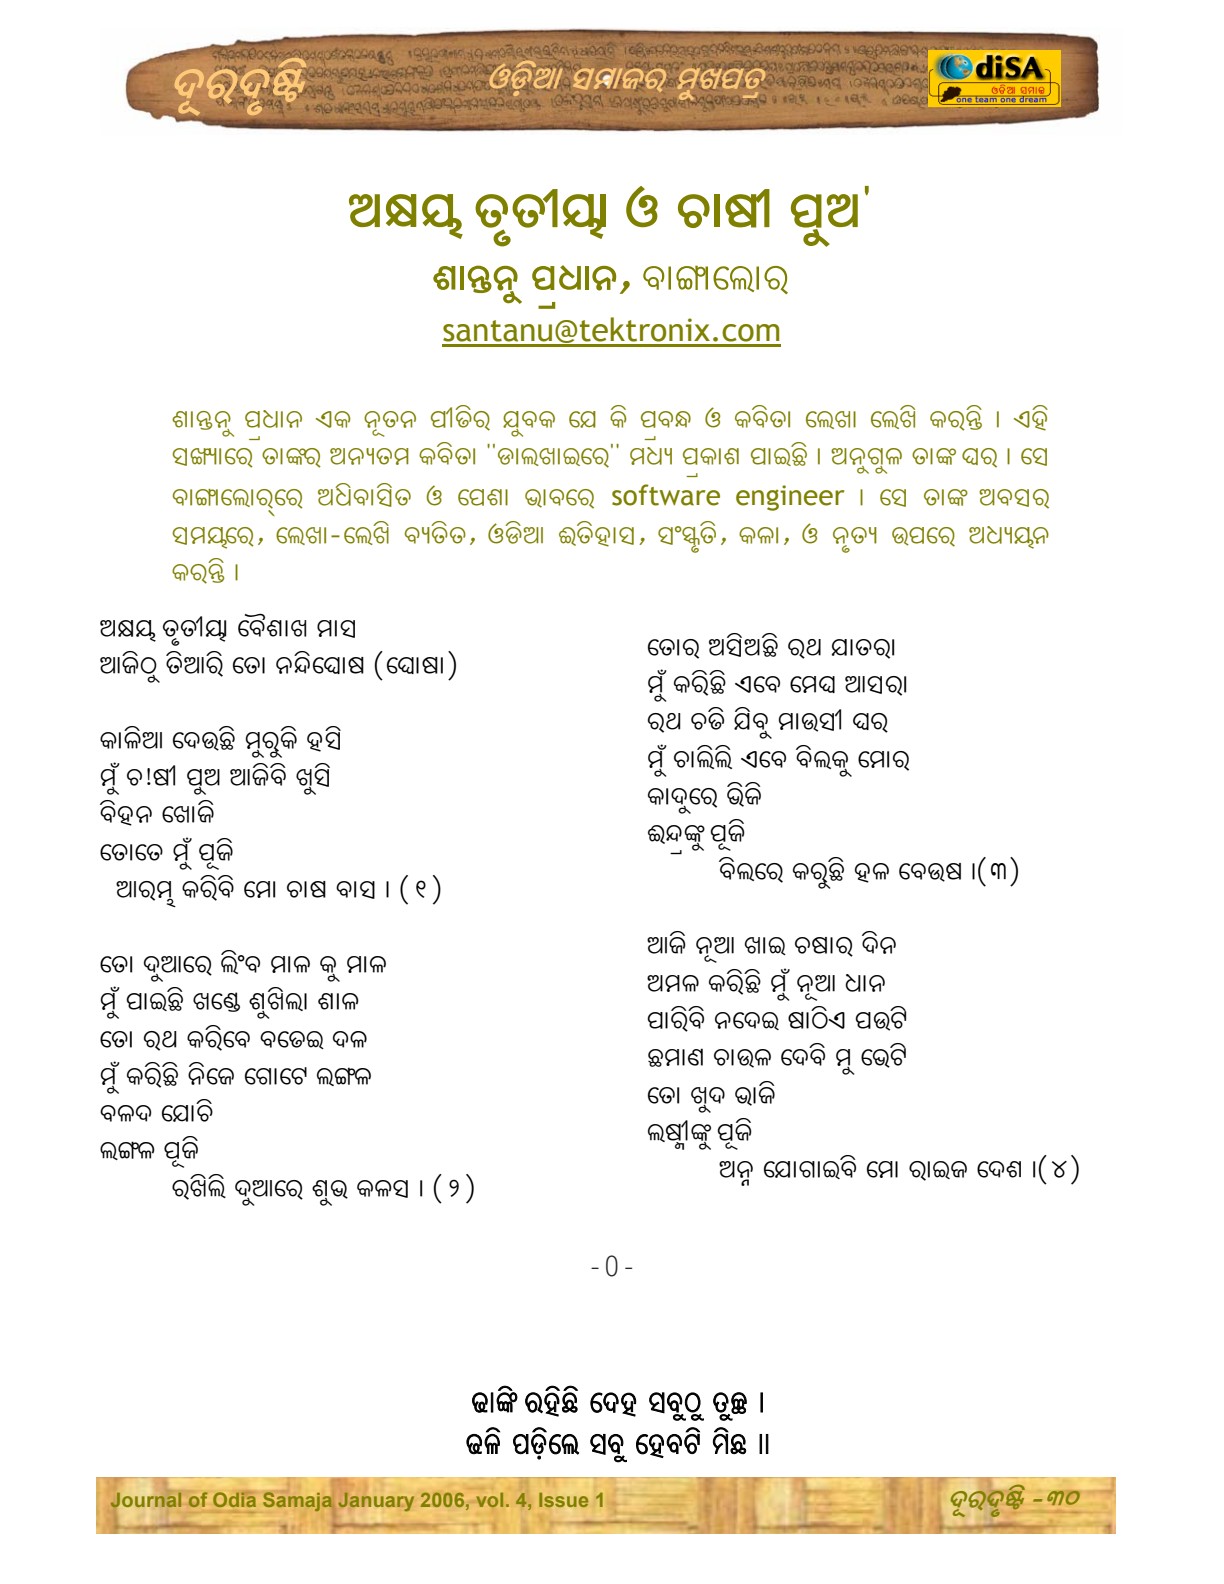 ଦୂରଦୃଷ୍ଟି
ଓଡ଼ିଆ ସମାଜର ମୁଖପତ୍ର
OdiSA
ଓଡିଆ ସମାଜ
one team one dream
ଅକ୍ଷୟ ତୃତୀୟା ଓ ଚାଷୀ ପୁଅ'
ଶାନ୍ତନୁ ପ୍ରଧାନ, ବାଙ୍ଗାଲୋର
santanu@tektronix.com
ଶାନ୍ତନୁ ପ୍ରଧାନ ଏକ ନୂତନ ପୀଢିର ଯୁବକ ଯେ କି ପ୍ରବନ୍ଧ ଓ କବିତା ଲେଖା ଲେଖି କରନ୍ତି । ଏହି
ସଙ୍ଖ୍ୟାରେ ତାଙ୍କର ଅନ୍ୟତମ କବିତା "ଡାଲଖାଇରେ" ମଧ୍ୟ ପ୍ରକାଶ ପାଇଛି । ଅନୁଗୁଳ ତାଙ୍କ ଘର । ସେ
ବାଙ୍ଗାଲୋର୍‌ରେ ଅଧିବାସିତ ଓ ପେଶା ଭାବରେ software engineer । ସେ ତାଙ୍କ ଅବସର
ସମୟରେ, ଲେଖା-ଲେଖି ବ୍ୟତିତ, ଓଡିଆ ଈତିହାସ, ସଂସ୍କୃତି, କଳା, ଓ ନୃତ୍ୟ ଉପରେ ଅଧ୍ୟୟନ
କରନ୍ତି ।
ଅକ୍ଷୟ ତୃତୀୟା ବୈଶାଖ ମାସ
ଆଜିଠୁ ତିଆରି ତୋ ନନ୍ଦିଘୋଷ (ଘୋଷା)
କାଳିଆ ଦେଉଛି ମୁରୁକି ହସି
ମୁଁ ଚ!ଷୀ ପୁଅ ଆଜିବି ଖୁସି
ବିହନ ଖୋଜି
ତୋତେ ମୁଁ ପୂଜି
ଆରମ୍ଭ କରିବି ମୋ ଚାଷ ବାସ । (୧)
ତୋ ଦୁଆରେ ଲିଂବ ମାଳ କୁ ମାଳ
ମୁଁ ପାଇଛି ଖଣ୍ଡେ ଶୁଖିଲା ଶାଳ
ତୋ ରଥ କରିବେ ବଢେଇ ଦଳ
ମୁଁ କରିଛି ନିଜେ ଗୋଟେ ଲଙ୍ଗଳ
ବଳଦ ଯୋଚି
ଲଙ୍ଗଳ ପୂଜି
ରଖିଲି ଦୁଆରେ ଶୁଭ କଳସ । (୨)
ତୋର ଅସିଅଛି ରଥ ଯାତରା
ମୁଁ କରିଛି ଏବେ ମେଘ ଆସରା
ରଥ ଚଢି ଯିବୁ ମାଉସୀ ଘର
ମୁଁ ଚାଲିଲି ଏବେ ବିଲକୁ ମୋର
କାଦୁରେ ଭିଜି
ଈନ୍ଦ୍ରଙ୍କୁ ପୂଜି
ବିଲରେ କରୁଛି ହଳ ବେଉଷ ।(୩)
ଆଜି ନୂଆ ଖାଇ ଚଷାର ଦିନ
ଅମଳ କରିଛି ମୁଁ ନୂଆ ଧାନ
ପାରିବି ନଦେଇ ଷାଠିଏ ପଉଟି
ଛମାଣ ଚାଉଳ ଦେବି ମୁ ଭେଟି
ତୋ ଖୁଦ ଭାଜି
ଲଷ୍ମୀଙ୍କୁ ପୂଜି
ଅନ୍ନ ଯୋଗାଇବି ମୋ ରାଇଜ ଦେଶ ।(୪)
- 0 -
ଢାଙ୍କି ରହିଛି ଦେହ ସବୁଠୁ ତୁଚ୍ଛ ।
ଢଳି ପଡ଼ିଲେ ସବୁ ହେବଟି ମିଛ ॥
Journal of Odia Samaja January 2006, vol. 4, Issue 1
ଦୂରଦୃଷ୍ଟି - ୩୦